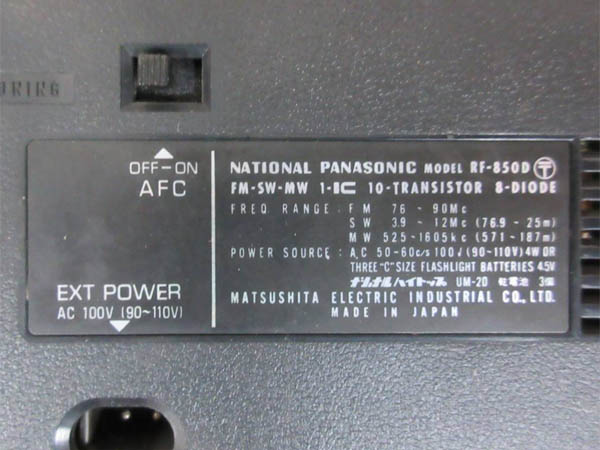 UNING
OFF-ON
AFC
EXT POWER
AC 100V (90~110V)
NATIONAL PANASONIC MODEL RF-850D
FM-SW-MW 1-IC 10-TRANSISTOR 8-DIODE
FREQ. RANGE: FM 76 - 90Mc
SW 3.9 - 12Mc (76.9 - 25m)
MW 525-1605kc (571 - 187m)
POWER SOURCE: AC 50-60c/s 100V (90~110V) 4W OR
THREE "C" SIZE FLASHLIGHT BATTERIES 4.5V
ナショナルハイトップ UM-2D 乾電池 3個
MATSUSHITA ELECTRIC INDUSTRIAL CO., LTD.
MADE IN JAPAN